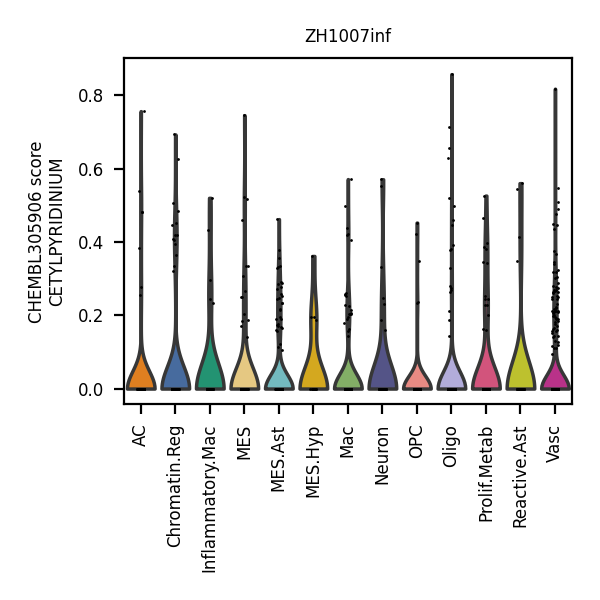 ZH1007inf
CHEMBL305906 score
CETYLPYRIDINIUM
0.8
0.6
0.4
0.2
0.0
AC
Chromatin.Reg
Inflammatory.Mac
MES
MES.Ast
MES.Hyp
Mac
Neuron
OPC
Oligo
Prolif.Metab
Reactive.Ast
Vasc